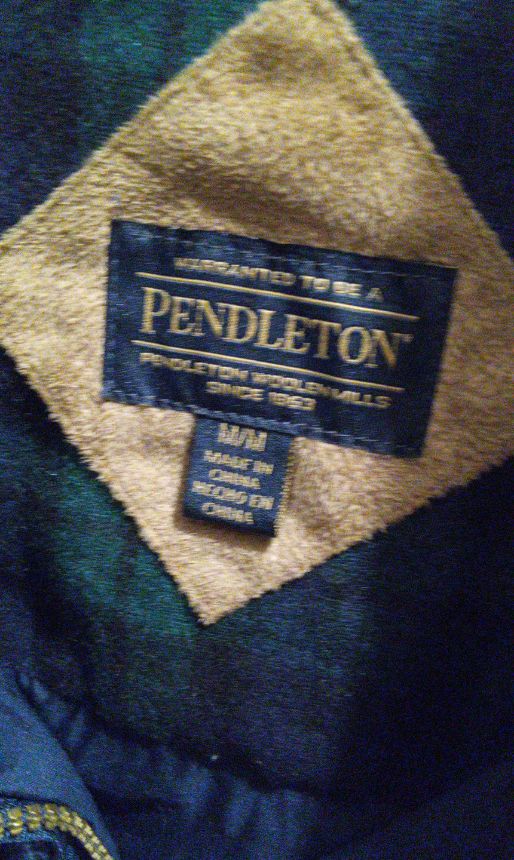 WARRANTED TO BE A
PENDLETON®
PENDLETON WOOLEN MILLS
SINCE 1863
M/M
MADE IN
CHINA
HECHO EN
CHINA